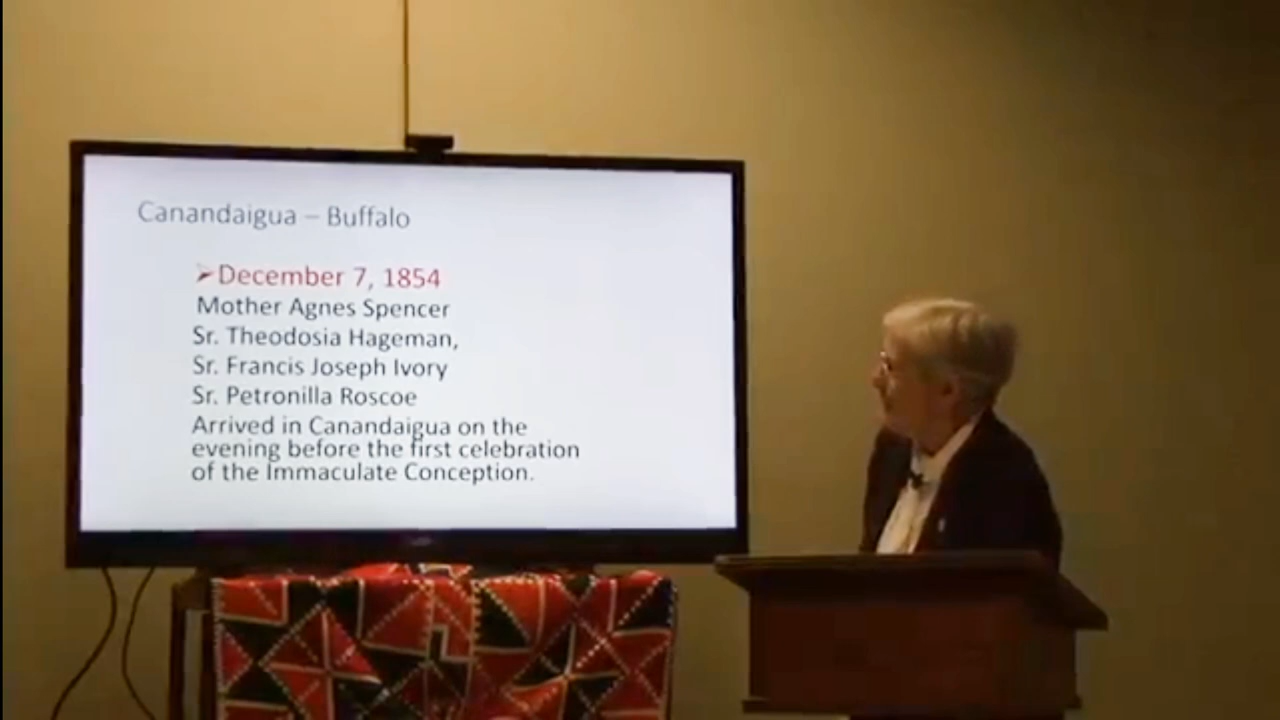 Canandaigua – Buffalo
➢December 7, 1854
Mother Agnes Spencer
Sr. Theodosia Hageman,
Sr. Francis Joseph Ivory
Sr. Petronilla Roscoe
Arrived in Canandaigua on the
evening before the first celebration
of the Immaculate Conception.